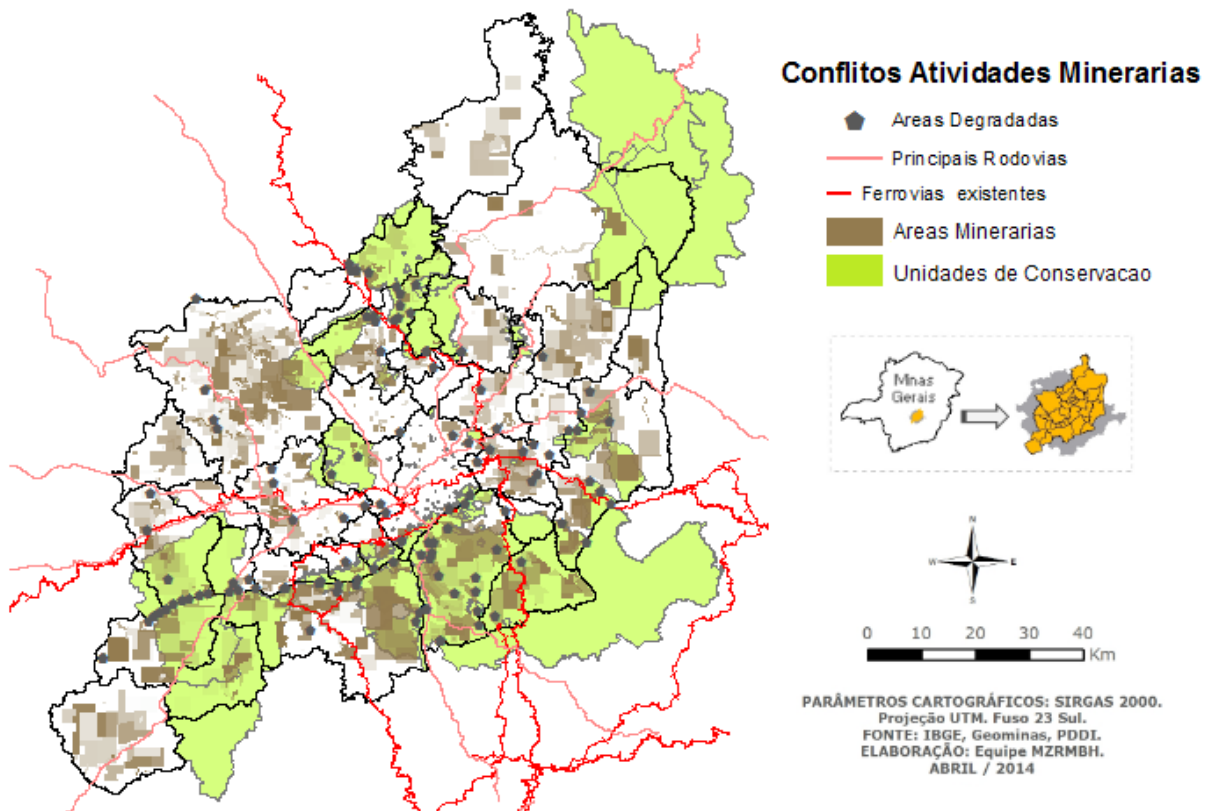 Conflitos Atividades Minerarias
Areas Degradadas
Principais Rodovias
Ferrovias existentes
Areas Minerarias
Unidades de Conservacao
Minas
Gerais
N
W E
S
0 10 20 30 40
Km
PARÂMETROS CARTOGRÁFICOS: SIRGAS 2000.
Projeção UTM. Fuso 23 Sul.
FONTE: IBGE, Geominas, PDDI.
ELABORAÇÃO: Equipe MZRMBH.
ABRIL / 2014